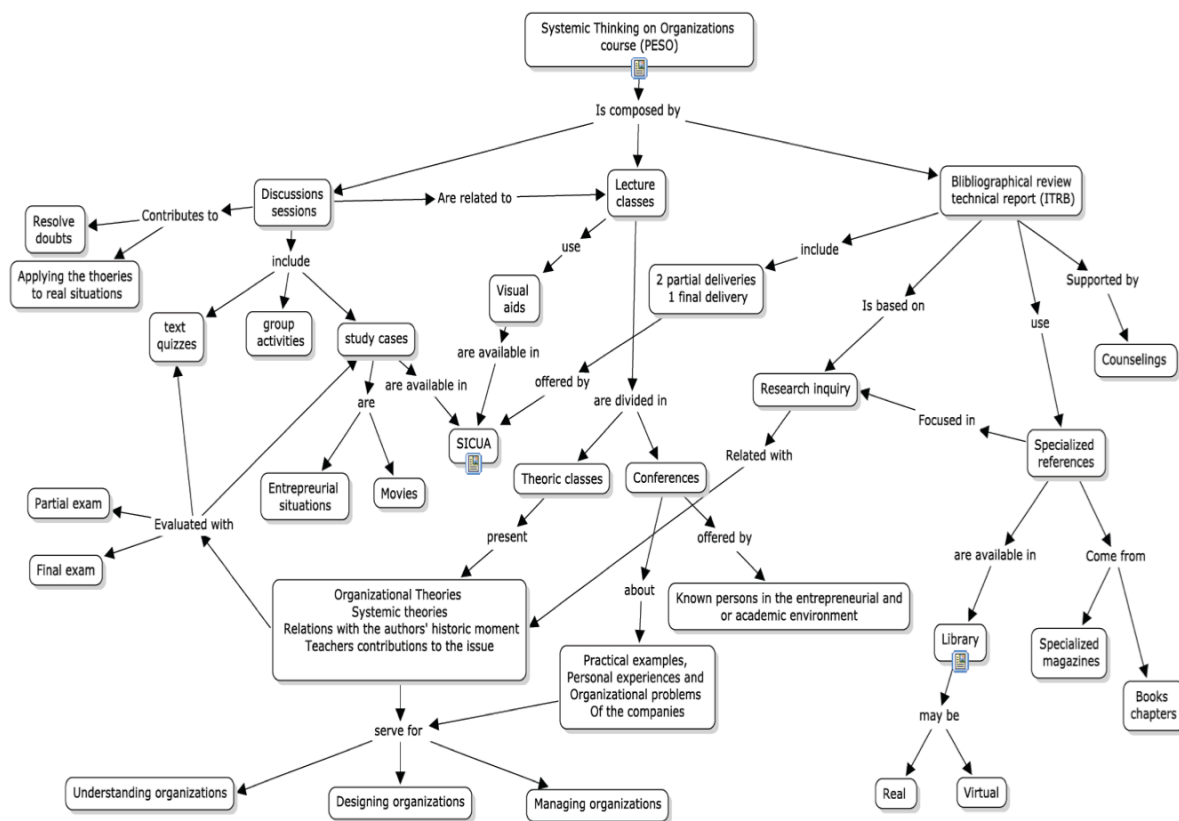 Systemic Thinking on Organizations
course (PESO)
Is composed by
Discussions
sessions
Are related to
Lecture
classes
Blibliographical review
technical report (ITRB)
Contributes to
Resolve
doubts
Applying the thoeries
to real situations
include
text
quizzes
group
activities
study cases
use
Visual
aids
are available in
include
2 partial deliveries
1 final delivery
offered by
Is based on
use
Supported by
Counselings
are
are available in
SICUA
Entrepreurial
situations
Movies
are divided in
Theoric classes
Conferences
Research inquiry
Focused in
Specialized
references
Related with
Partial exam
Evaluated with
Final exam
present
about
offered by
Organizational Theories
Systemic theories
Relations with the authors' historic moment
Teachers contributions to the issue
Known persons in the entrepreneurial and
or academic environment
are available in
Come from
Library
Specialized
magazines
Books
chapters
Practical examples,
Personal experiences and
Organizational problems
Of the companies
serve for
may be
Real
Virtual
Understanding organizations
Designing organizations
Managing organizations